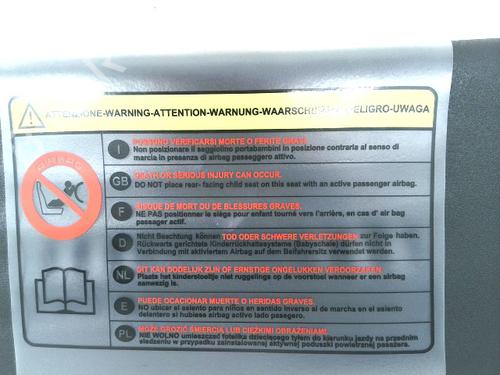 ATTENZIONE-WARNING-ATTENTION-WARNUNG-WAARSCHUWING-PELIGRO-UWAGA
AIRBAG
I
POSSONO VERIFICARSI MORTE O FERITE GRAVI.
Non posizionare il seggiolino portabambini in posizione contraria al senso di
marcia in presenza di airbag passeggero attivo.
GB
DEATH OR SERIOUS INJURY CAN OCCUR.
DO NOT place rear- facing child seat on this seat with an active passenger airbag.
F
RISQUE DE MORT OU DE BLESSURES GRAVES.
NE PAS positionner le siège pour enfant tourné vers l'arrière, en cas d' air bag
passager actif.
D
Nicht Beachtung können TOD ODER SCHWERE VERLETZUNGEN zur Folge haben.
Rückwarts gerichtete Kinderrückhaltesysteme (Babyschale) dürfen nicht in
Verbindung mit aktiviertem Airbag auf dem Beifahrersitz verwendet werden.
NL
DIT KAN DODELIJK ZIJN OF ERNSTIGE ONGELUKKEN VEROORZAKEN.
Plaats het kinderstoeltje niet ruggelings op de voorstoel wanneer er een airbag
aanwezig is.
E
PUEDE OCACIONAR MUERTE O HERIDAS GRAVES.
NO ubicar el asiento para niños en sentido inverso al de marcha en el asiento
delantero si hubiese airbag activo lado pasegero.
PL
MOŻE GROZIĆ ŚMIERCIĄ LUB CIĘŻKIMI OBRAŻENIAMI.
NIE WOLNO umieszczać fotelika dziecięcego tyłem do kierunku jazdy na przednim
siedzeniu w przypadku zainstalowanej aktywnej poduszki powietrznej pasażera.